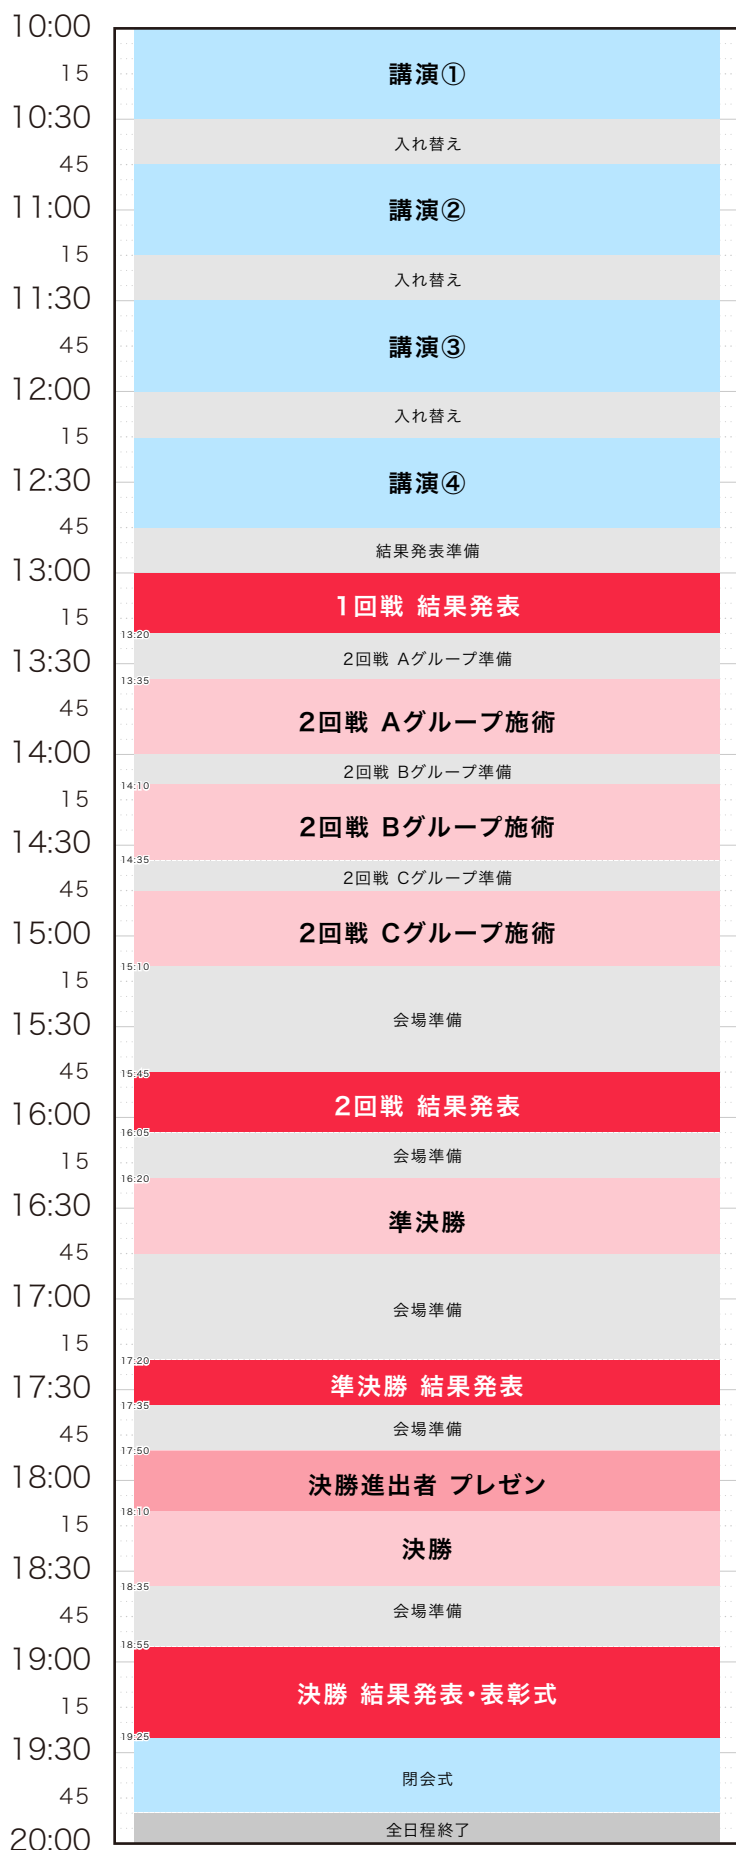 10:00
15
講演①
10:30
入れ替え
45
11:00
講演②
15
入れ替え
11:30
45
講演③
12:00
入れ替え
15
12:30
講演④
45
結果発表準備
13:00
1回戦 結果発表
15
13:20
13:30
2回戦 Aグループ準備
13:35
45
2回戦 Aグループ施術
14:00
2回戦 Bグループ準備
14:10
15
2回戦 Bグループ施術
14:30
14:35
2回戦 Cグループ準備
45
15:00
2回戦 Cグループ施術
15:10
15
会場準備
15:30
45
15:45
2回戦 結果発表
16:00
16:05
会場準備
15
16:20
16:30
準決勝
45
17:00
会場準備
15
17:20
17:30
準決勝 結果発表
17:35
会場準備
45
17:50
18:00
決勝進出者 プレゼン
18:10
15
決勝
18:30
18:35
会場準備
45
18:55
19:00
決勝 結果発表・表彰式
15
19:25
19:30
閉会式
45
全日程終了
20:00